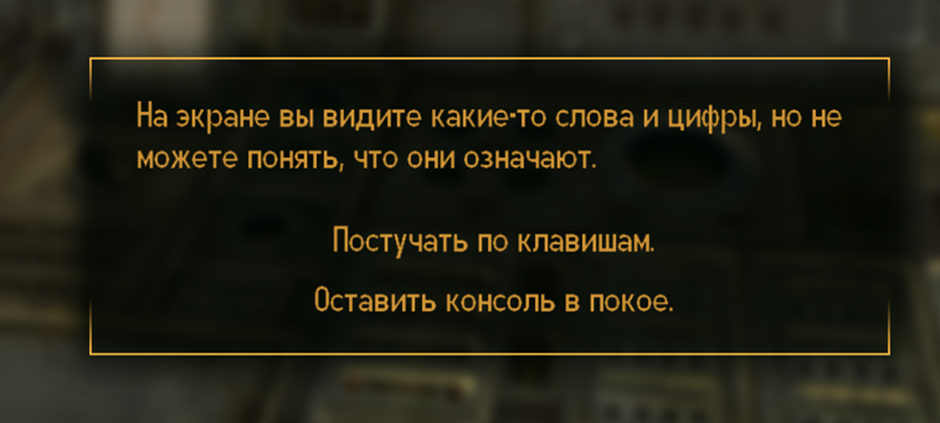 На экране вы видите какие-то слова и цифры, но не
можете понять, что они означают.
Постучать по клавишам.
Оставить консоль в покое.